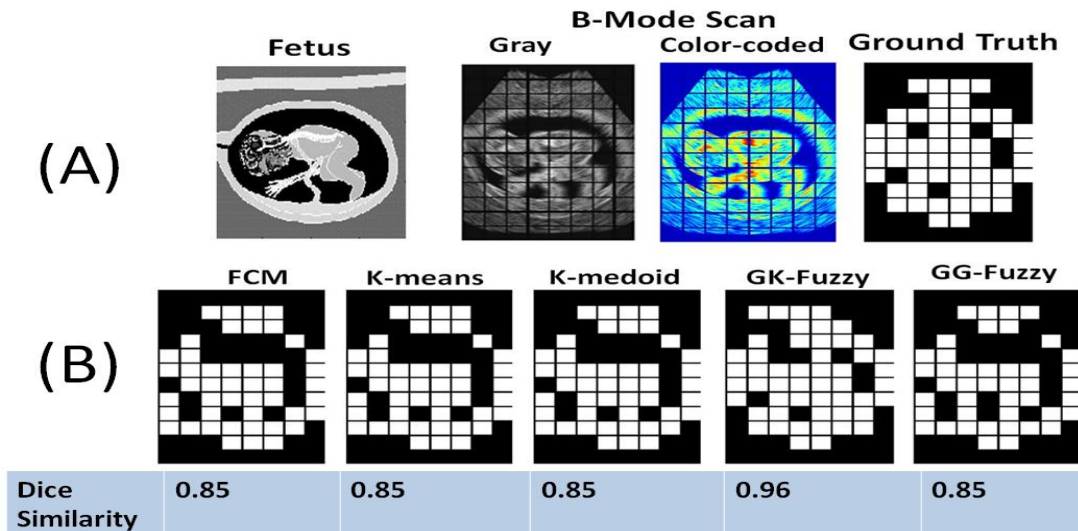 B-Mode Scan
Fetus
Gray
Color-coded
Ground Truth
(A)
FCM
K-means
K-medoid
GK-Fuzzy
GG-Fuzzy
(B)
Dice Similarity
0.85
0.85
0.85
0.96
0.85